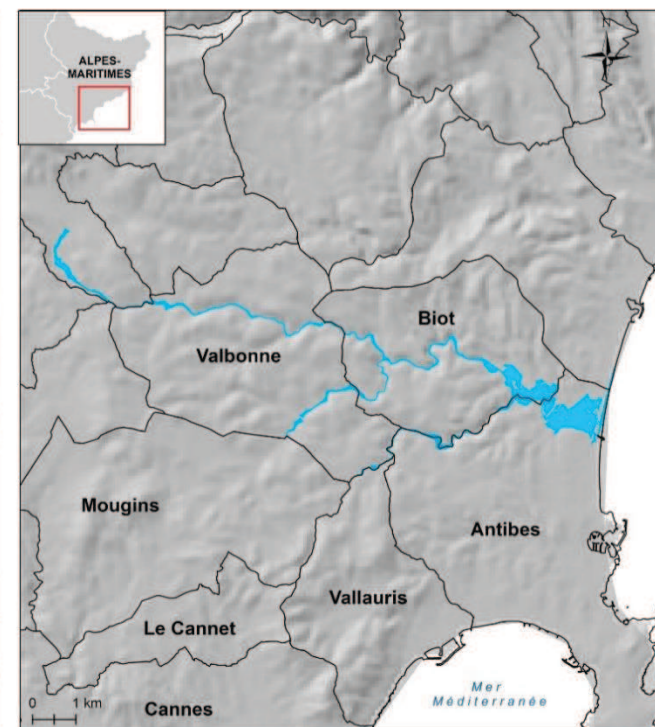 ALPES-
MARITIMES
Biot
Valbonne
Mougins
Antibes
Vallauris
Le Cannet
Mer
Méditerranée
0 1 km
Cannes